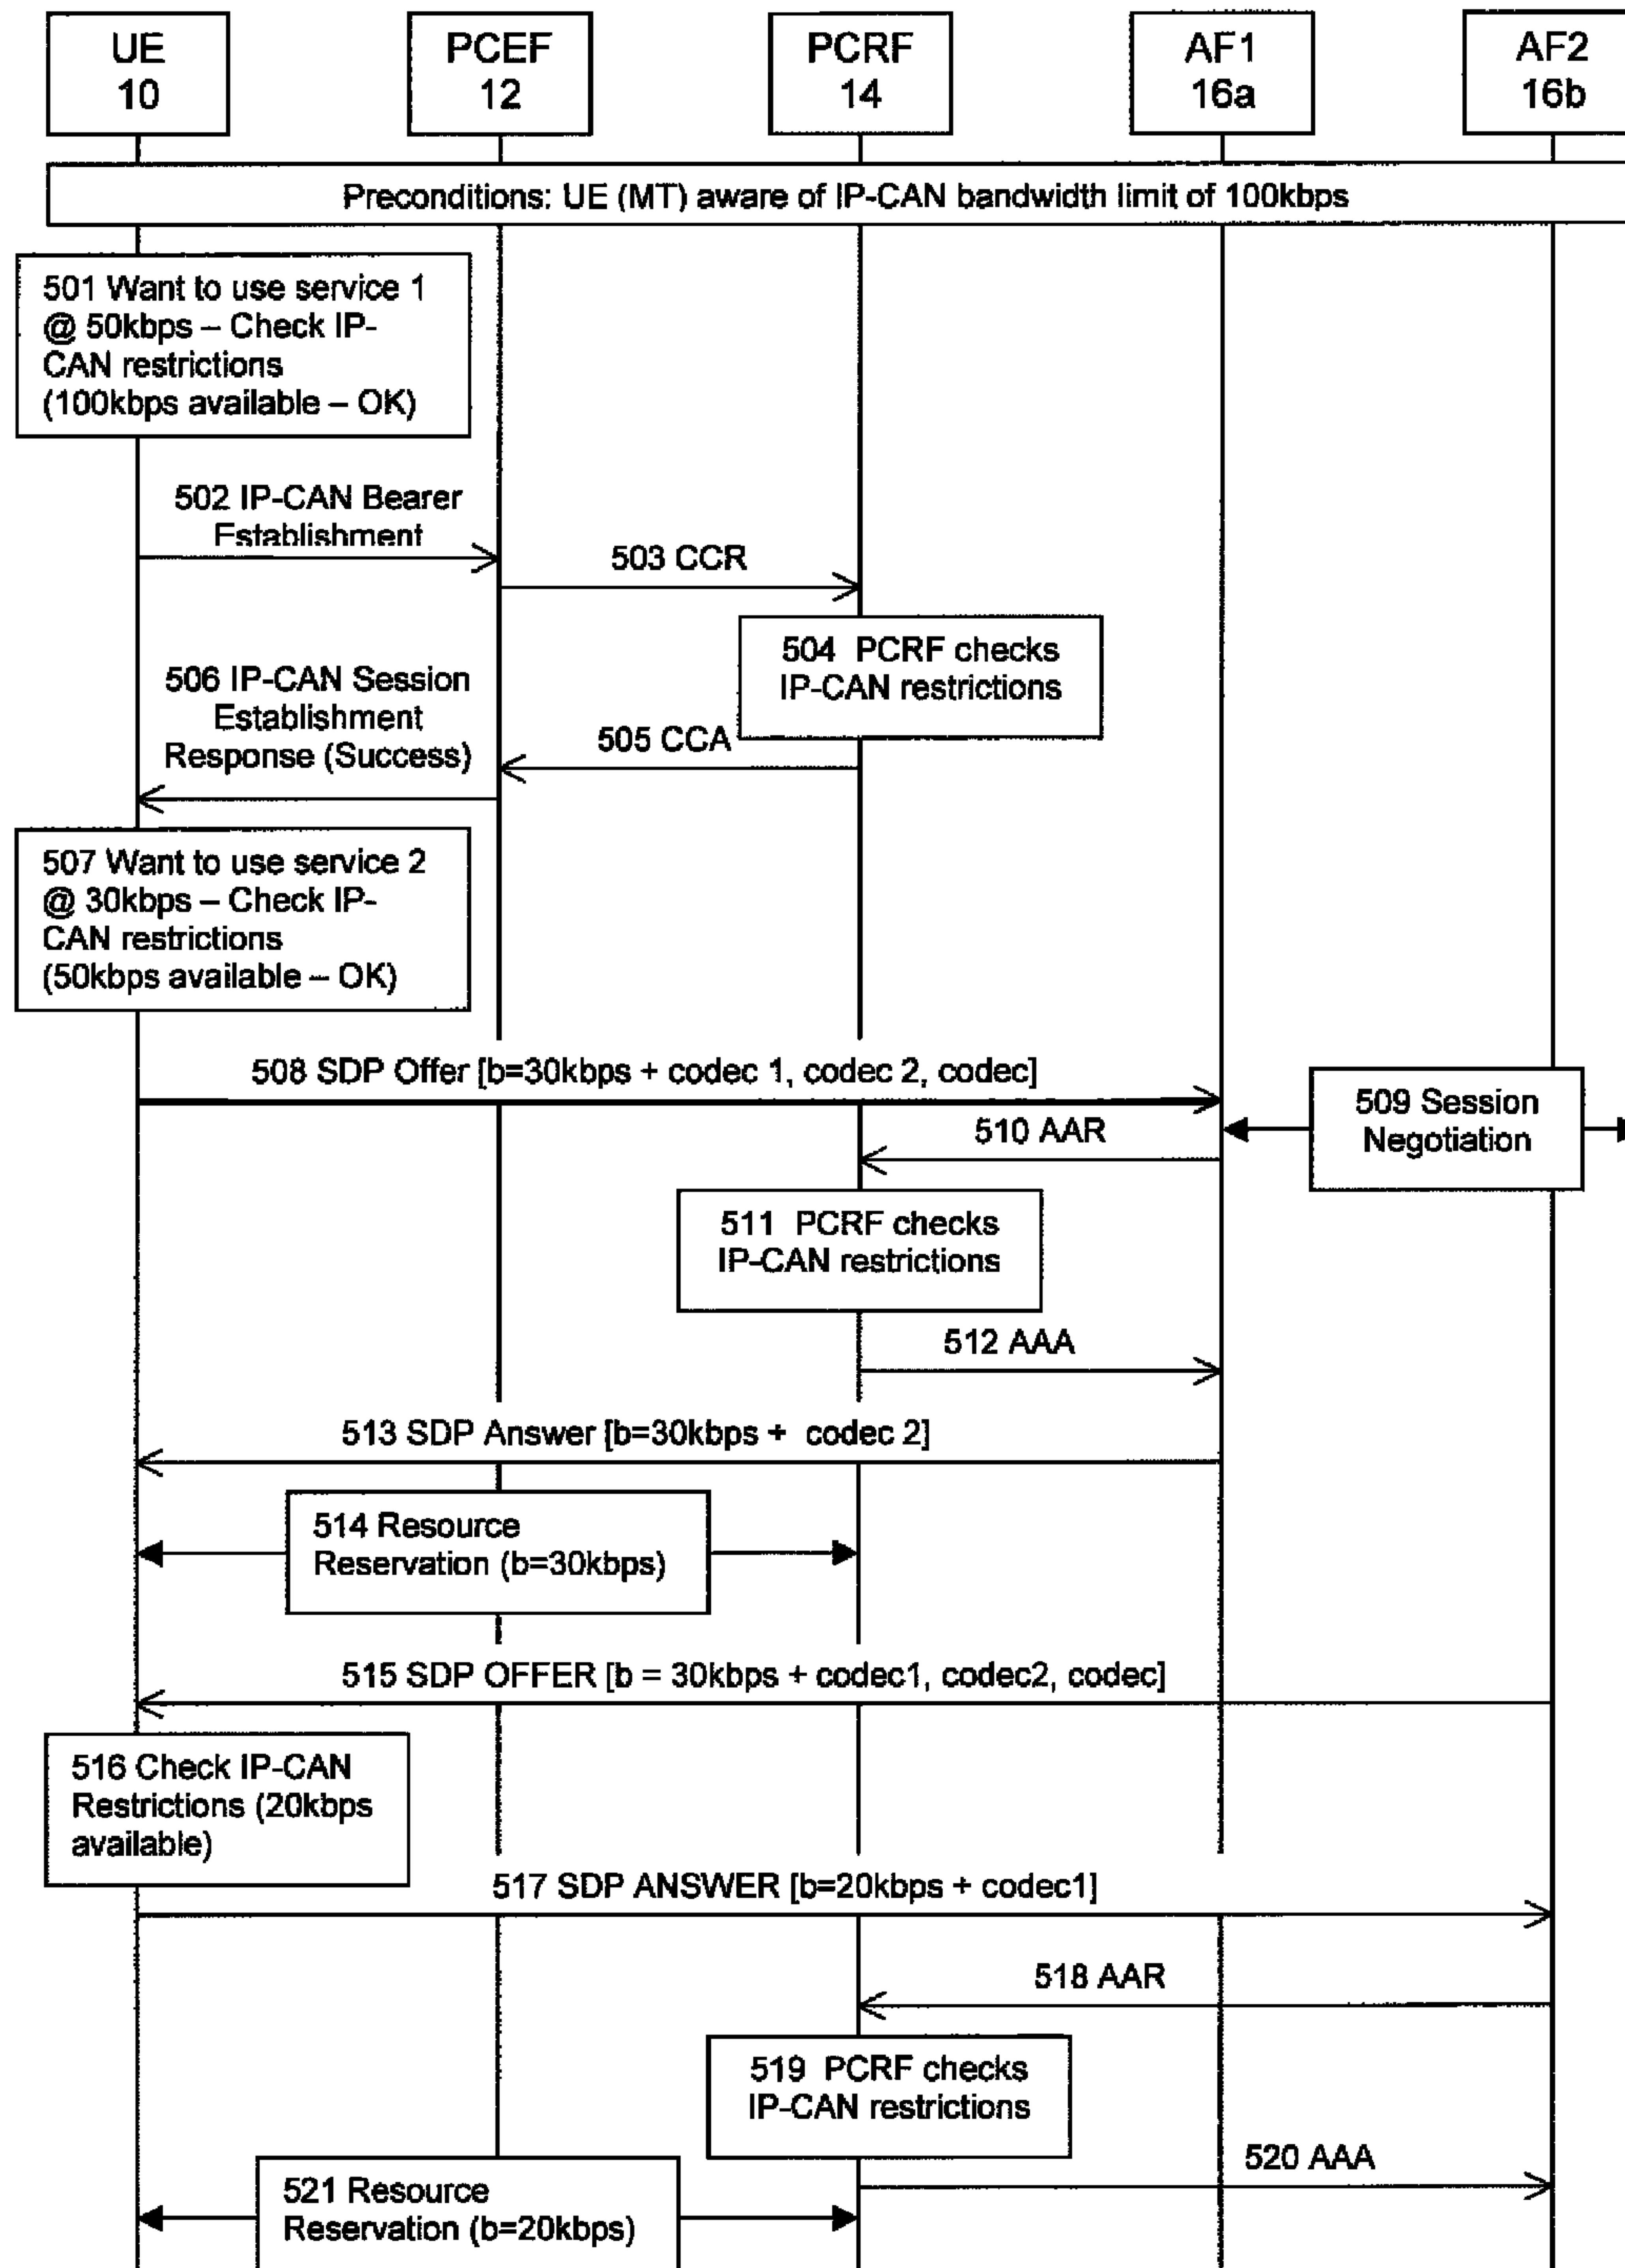 UE
10
PCEF
12
PCRF
14
AF1
16a
AF2
16b
Preconditions: UE (MT) aware of IP-CAN bandwidth limit of 100kbps
501 Want to use service 1
@ 50kbps – Check IP-
CAN restrictions
(100kbps available – OK)
502 IP-CAN Bearer
Establishment
503 CCR
504 PCRF checks
IP-CAN restrictions
505 CCA
506 IP-CAN Session
Establishment
Response (Success)
507 Want to use service 2
@ 30kbps – Check IP-
CAN restrictions
(50kbps available – OK)
508 SDP Offer [b=30kbps + codec 1, codec 2, codec]
509 Session
Negotiation
510 AAR
511 PCRF checks
IP-CAN restrictions
512 AAA
513 SDP Answer [b=30kbps + codec 2]
514 Resource
Reservation (b=30kbps)
515 SDP OFFER [b = 30kbps + codec1, codec2, codec]
516 Check IP-CAN
Restrictions (20kbps
available)
517 SDP ANSWER [b=20kbps + codec1]
518 AAR
519 PCRF checks
IP-CAN restrictions
520 AAA
521 Resource
Reservation (b=20kbps)